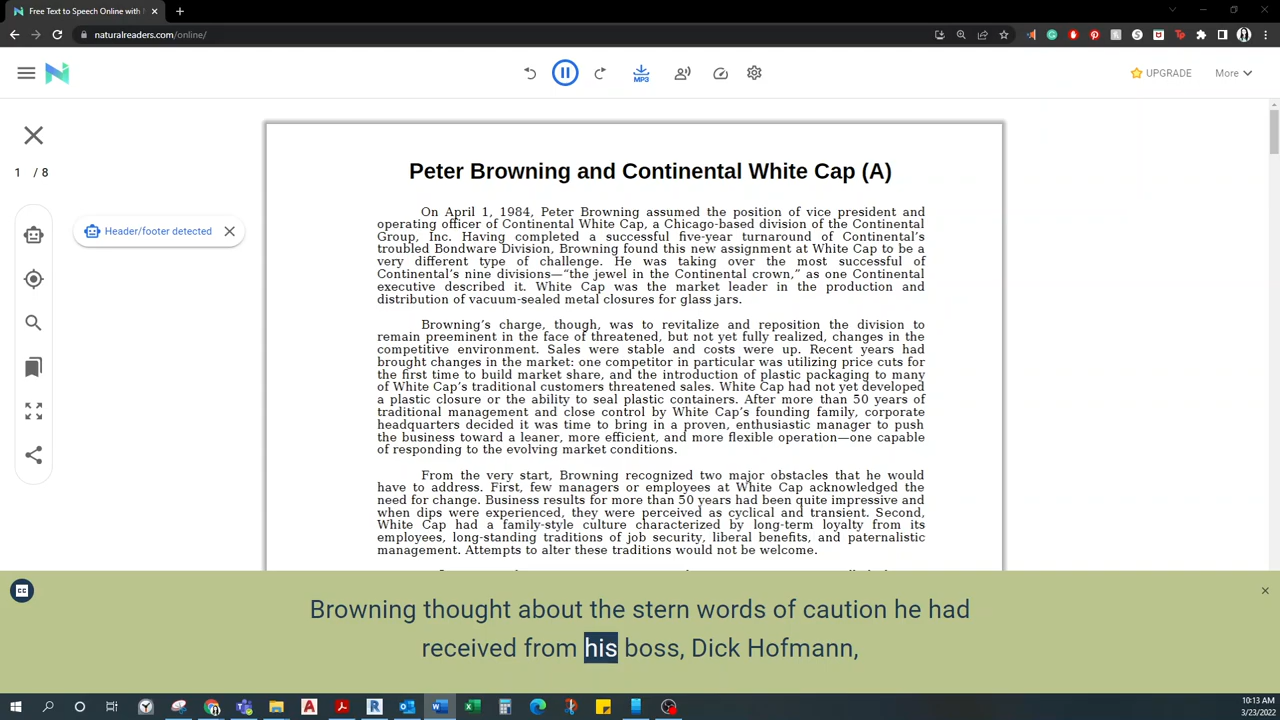 Free Text to Speech Online with
naturalreaders.com/online/
MP3
UPGRADE
More
1 / 8
Header/footer detected
Peter Browning and Continental White Cap (A)
On April 1, 1984, Peter Browning assumed the position of vice president and
operating officer of Continental White Cap, a Chicago-based division of the Continental
Group, Inc. Having completed a successful five-year turnaround of Continental's
troubled Bondware Division, Browning found this new assignment at White Cap to be a
very different type of challenge. He was taking over the most successful of
Continental's nine divisions—“the jewel in the Continental crown,” as one Continental
executive described it. White Cap was the market leader in the production and
distribution of vacuum-sealed metal closures for glass jars.
Browning's charge, though, was to revitalize and reposition the division to
remain preeminent in the face of threatened, but not yet fully realized, changes in the
competitive environment. Sales were stable and costs were up. Recent years had
brought changes in the market: one competitor in particular was utilizing price cuts for
the first time to build market share, and the introduction of plastic packaging to many
of White Cap's traditional customers threatened sales. White Cap had not yet developed
a plastic closure or the ability to seal plastic containers. After more than 50 years of
traditional management and close control by White Cap's founding family, corporate
headquarters decided it was time to bring in a proven, enthusiastic manager to push
the business toward a leaner, more efficient, and more flexible operation—one capable
of responding to the evolving market conditions.
From the very start, Browning recognized two major obstacles that he would
have to address. First, few managers or employees at White Cap acknowledged the
need for change. Business results for more than 50 years had been quite impressive and
when dips were experienced, they were perceived as cyclical and transient. Second,
White Cap had a family-style culture characterized by long-term loyalty from its
employees, long-standing traditions of job security, liberal benefits, and paternalistic
management. Attempts to alter these traditions would not be welcome.
CC
Browning thought about the stern words of caution he had
received from his boss, Dick Hofmann,
10:13 AM
3/23/2022